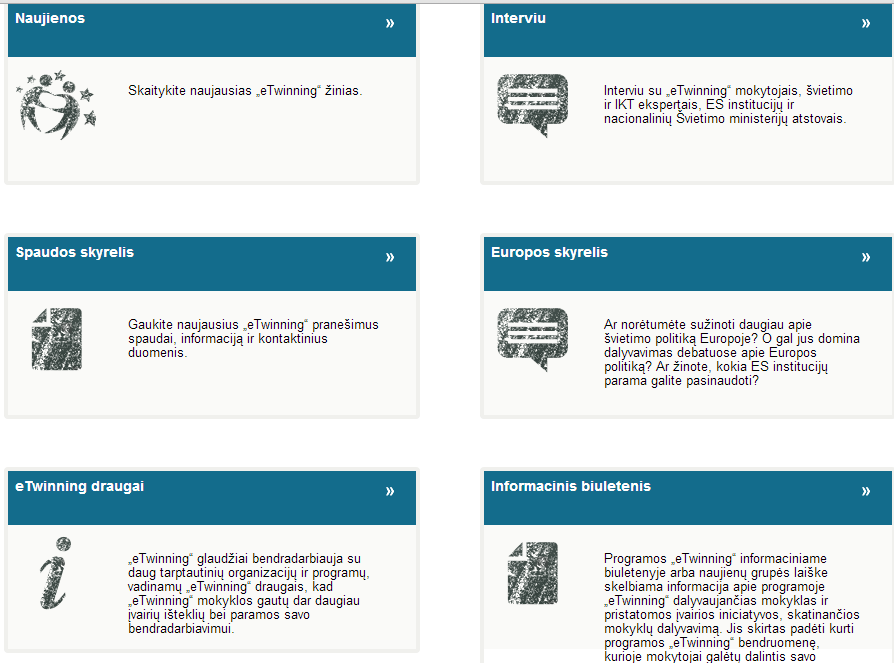 Naujienos »
Skaitykite naujausias „eTwinning“ žinias.
Interviu »
Interviu su „eTwinning“ mokytojais, švietimo
ir IKT ekspertais, ES institucijų ir
nacionalinių Švietimo ministerijų atstovais.
Spaudos skyrelis »
Gaukite naujausius „eTwinning“ pranešimus
spaudai, informaciją ir kontaktinius
duomenis.
Europos skyrelis »
Ar norėtumėte sužinoti daugiau apie
švietimo politiką Europoje? O gal jus domina
dalyvavimas debatuose apie Europos
politiką? Ar žinote, kokia ES institucijų
parama galite pasinaudoti?
eTwinning draugai »
„eTwinning“ glaudžiai bendradarbiauja su
daug tarptautinių organizacijų ir programų,
vadinamų „eTwinning“ draugais, kad
„eTwinning“ mokyklos gautų dar daugiau
įvairių išteklių bei paramos savo
bendradarbiavimui.
Informacinis biuletenis »
Programos „eTwinning“ informaciniame
biuletenyje arba naujienų grupės laiške
skelbiama informacija apie programoje
„eTwinning“ dalyvaujančias mokyklas ir
pristatomos įvairios iniciatyvos, skatinančios
mokyklų dalyvavimą. Jis skirtas padėti kurti
programos „eTwinning“ bendruomenę,
kurioje mokytojai galėtų dalintis savo